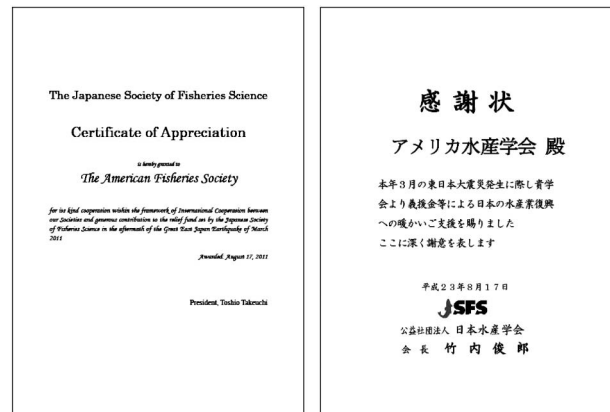 The Japanese Society of Fisheries Science
Certificate of Appreciation
is hereby granted to
The American Fisheries Society
for its kind cooperation within the framework of International Cooperation between
our Societies and generous contribution to the relief fund set by the Japanese Society
of Fisheries Science in the aftermath of the Great East Japan Earthquake of March
2011
Awarded, August 17, 2011
President, Toshio Takeuchi
感謝状
アメリカ水産学会 殿
本年3月の東日本大震災発生に際し貴学
会より義援金等による日本の水産業復興
への暖かいご支援を賜りました
ここに深く謝意を表します
平成23年8月17日
JSFS
公益社団法人 日本水産学会
会長 竹内俊郎